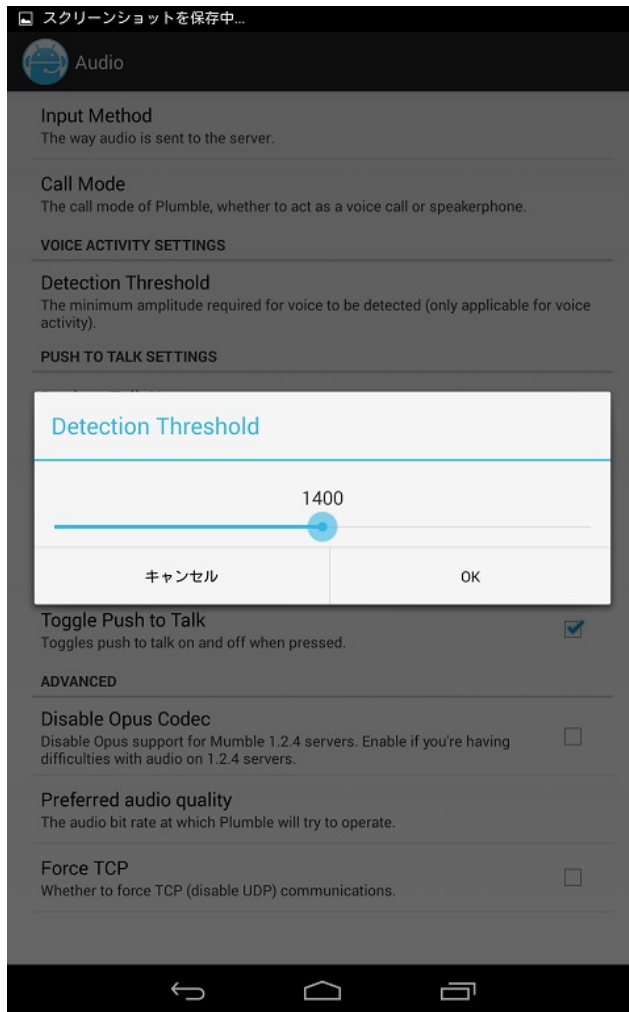 スクリーンショットを保存中...
Audio
Input Method
The way audio is sent to the server.
Call Mode
The call mode of Plumble, whether to act as a voice call or speakerphone.
VOICE ACTIVITY SETTINGS
Detection Threshold
The minimum amplitude required for voice to be detected (only applicable for voice
activity).
PUSH TO TALK SETTINGS
Detection Threshold
1400
キャンセル
OK
Toggle Push to Talk
Toggles push to talk on and off when pressed.
ADVANCED
Disable Opus Codec
Disable Opus support for Mumble 1.2.4 servers. Enable if you're having
difficulties with audio on 1.2.4 servers.
Preferred audio quality
The audio bit rate at which Plumble will try to operate.
Force TCP
Whether to force TCP (disable UDP) communications.